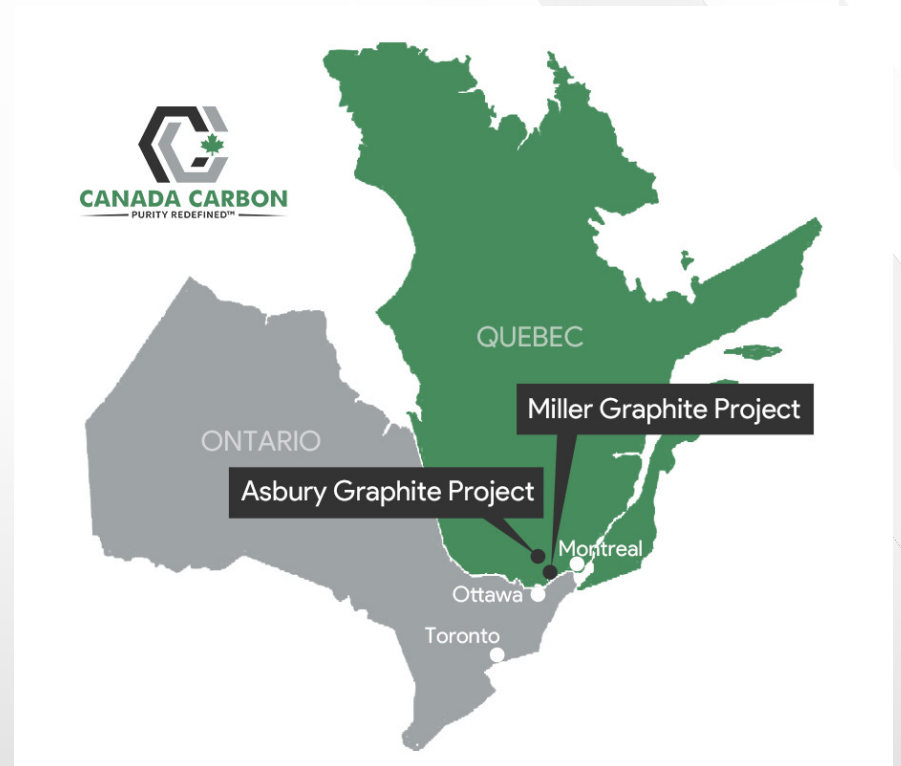 CANADA CARBON
PURITY REDEFINED™
QUEBEC
Miller Graphite Project
ONTARIO
Asbury Graphite Project
Montreal
Ottawa
Toronto